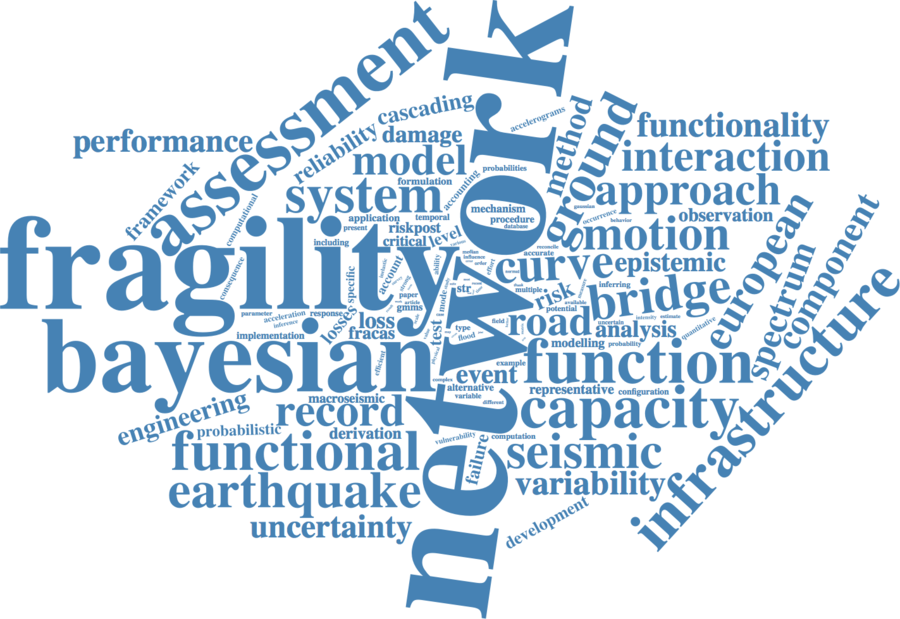 network
assessment
cascading
accelerograms
method
ground
functionality
performance
reliability
damage
interaction
model
probabilities
framework
formulation
accounting
approach
system
computational
gaussian
mechanism
occurrence
observation
application
temporal
procedure
behavior
present
riskpost
database
european
component
fragility
including
critical
level
motion
reconcile
accurate
consequence
specific
account
ability
influence
effort
curve
epistemic
spectrum
str
multiple
risk
inferring
bridge
losses
paper
article
gmms
mode
potential
available
parameter
acceleration
response
inference
loss
test
type
field
road
uncertain
intensity
estimate
quantitative
implementation
fracas
flood
analysis
bayesian
modelling
probability
efficient
example
function
event
complex
infrastructure
alternative
representative
configuration
macroseismic
variable
different
engineering
record
capacity
probabilistic
derivation
vulnerability
computation
functional
failure
seismic
earthquake
variability
uncertainty
development